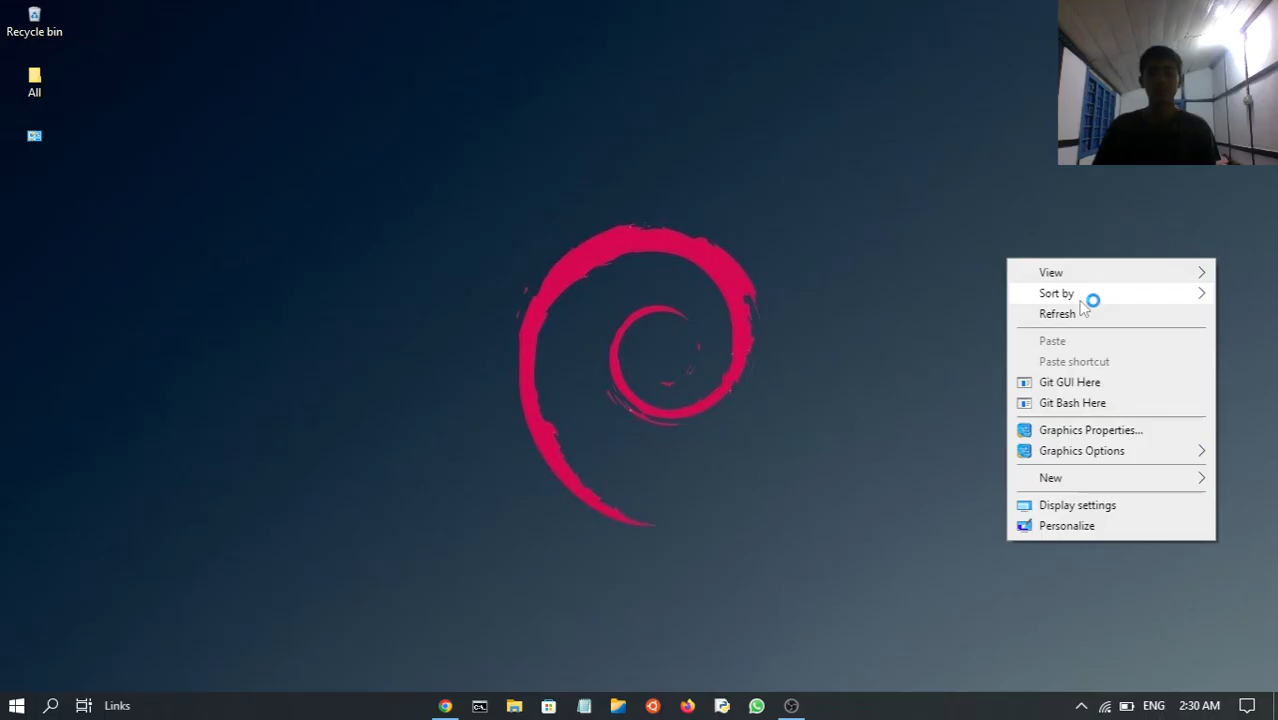 Recycle bin
All
View
Sort by
Refresh
Paste
Paste shortcut
Git GUI Here
Git Bash Here
Graphics Properties...
Graphics Options
New
Display settings
Personalize
Links
ENG
2:30 AM